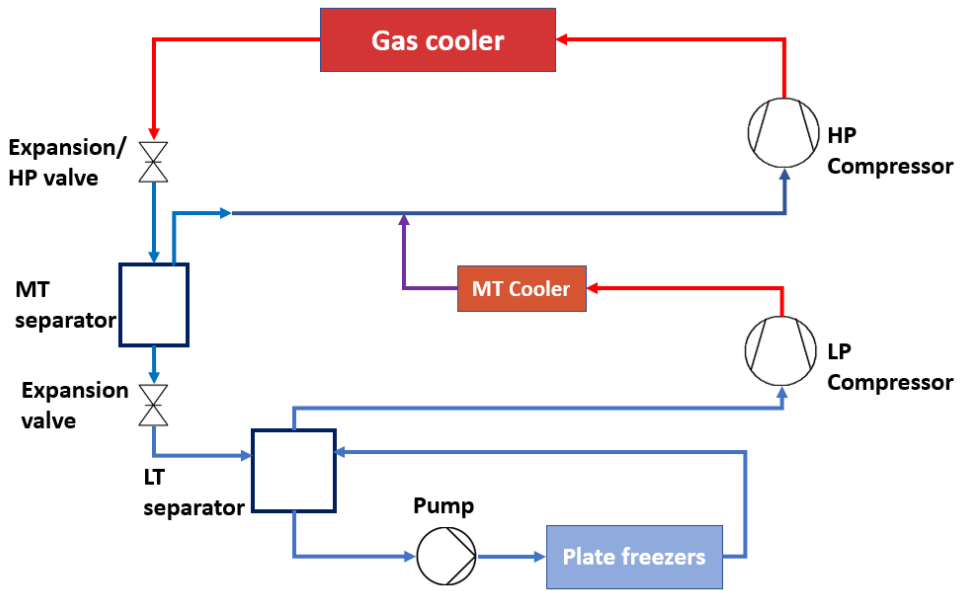 Gas cooler
Expansion/
HP valve
HP
Compressor
MT
separator
MT Cooler
LP
Compressor
Expansion
valve
LT
separator
Pump
Plate freezers